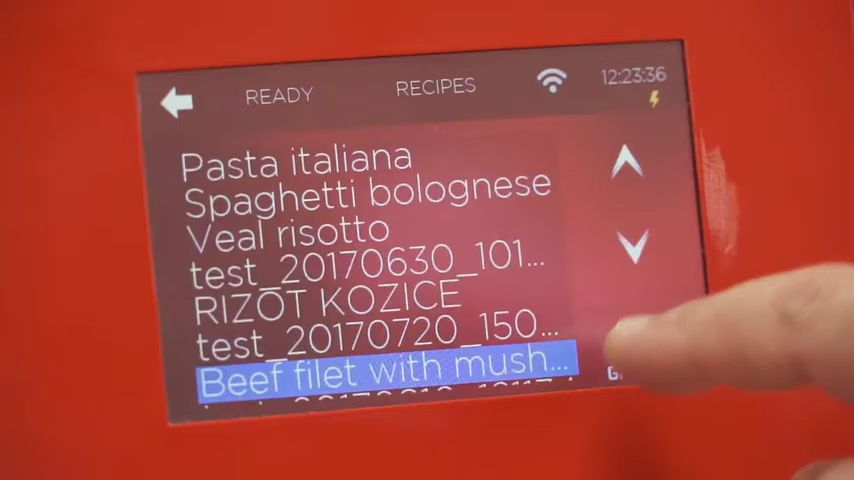 READY RECIPES 12:23:36
Pasta italiana
Spaghetti bolognese
Veal risotto
test_20170630_101...
RIZOT KOZICE
test_20170720_150...
Beef filet with mush...